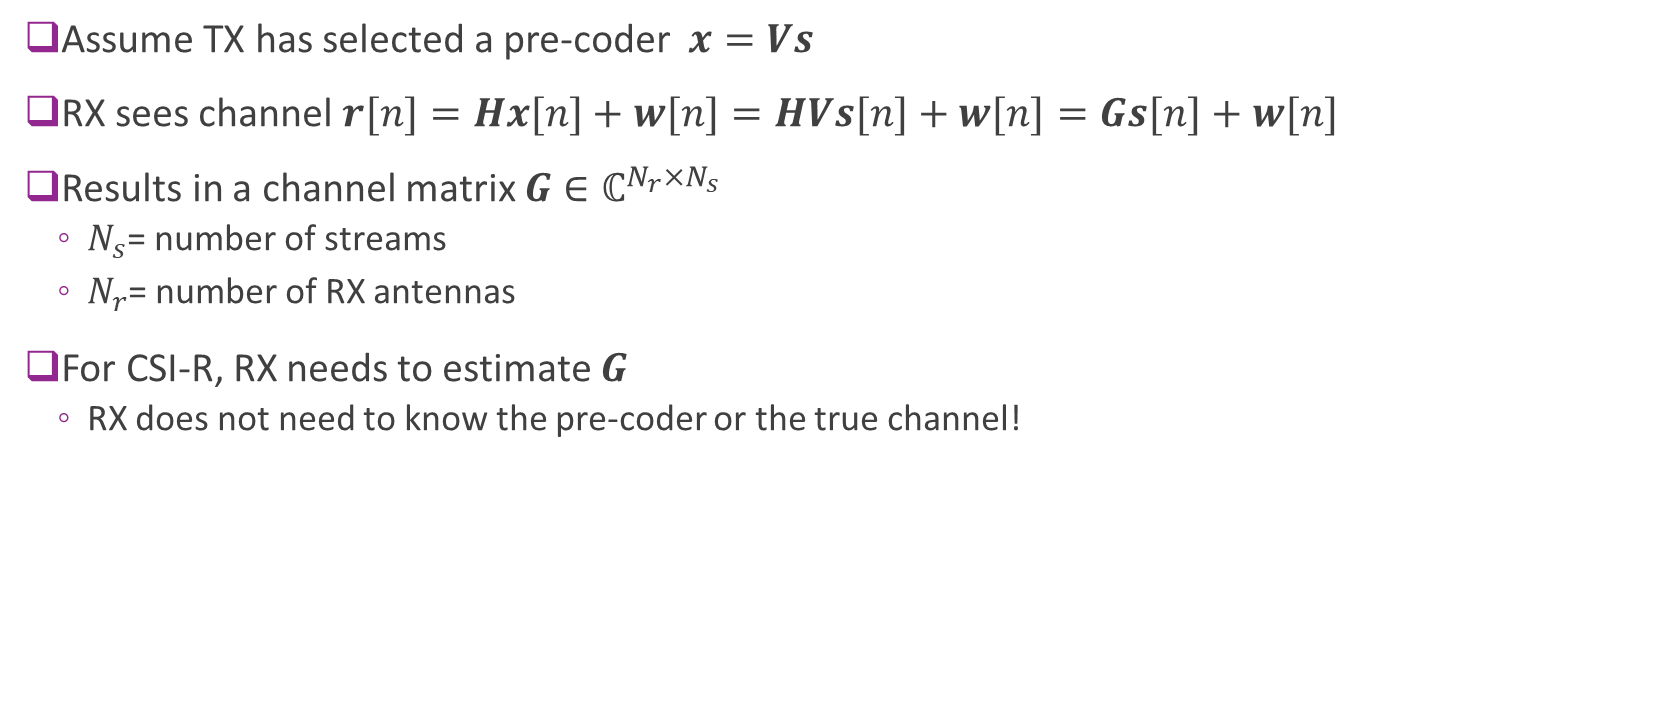 ❑Assume TX has selected a pre-coder 𝒙 = 𝑽𝒔
❑RX sees channel 𝒓[𝑛] = 𝑯𝒙[𝑛] + 𝒘[𝑛] = 𝑯𝑽𝒔[𝑛] + 𝒘[𝑛] = 𝑮𝒔[𝑛] + 𝒘[𝑛]
❑Results in a channel matrix 𝑮 ∈ ℂ^{𝑁_𝑟×𝑁_𝑠}
◦ 𝑁_𝑠= number of streams
◦ 𝑁_𝑟= number of RX antennas
❑For CSI-R, RX needs to estimate 𝑮
◦ RX does not need to know the pre-coder or the true channel!